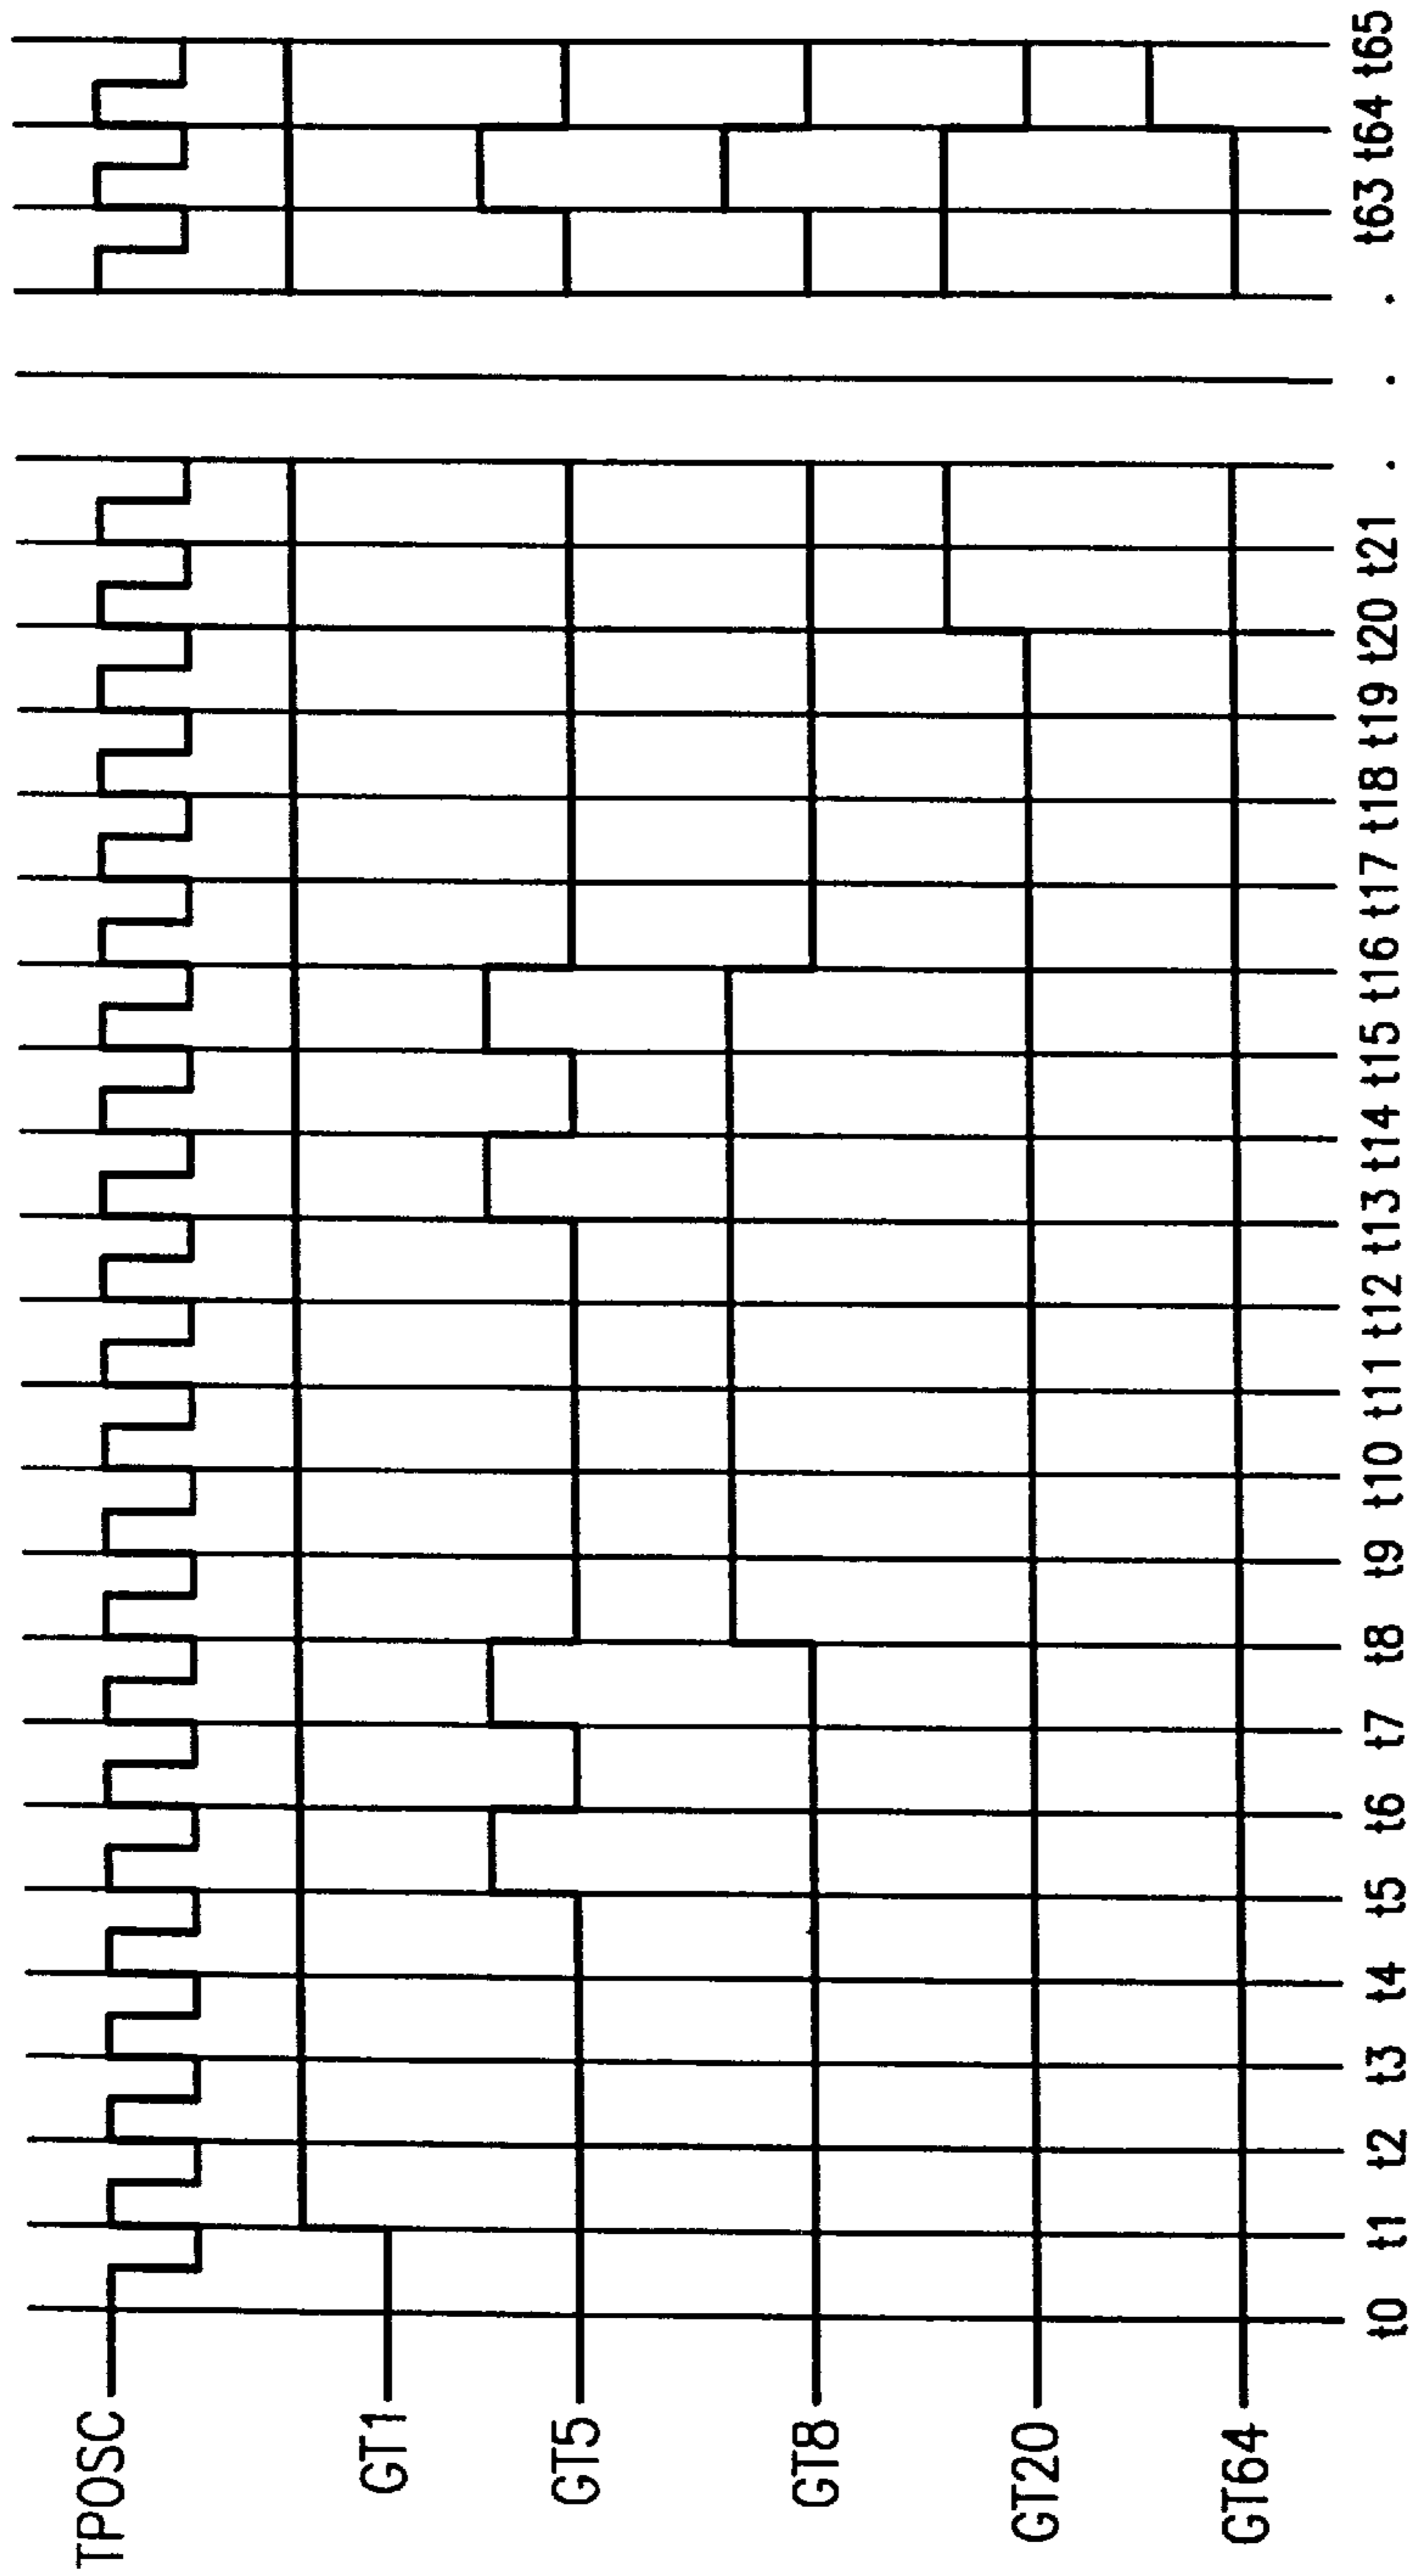 TPOSC
GT1
GT5
GT8
GT20
GT64
t0 t1 t2 t3 t4 t5 t6 t7 t8 t9 t10 t11 t12 t13 t14 t15 t16 t17 t18 t19 t20 t21 . . . t63 t64 t65